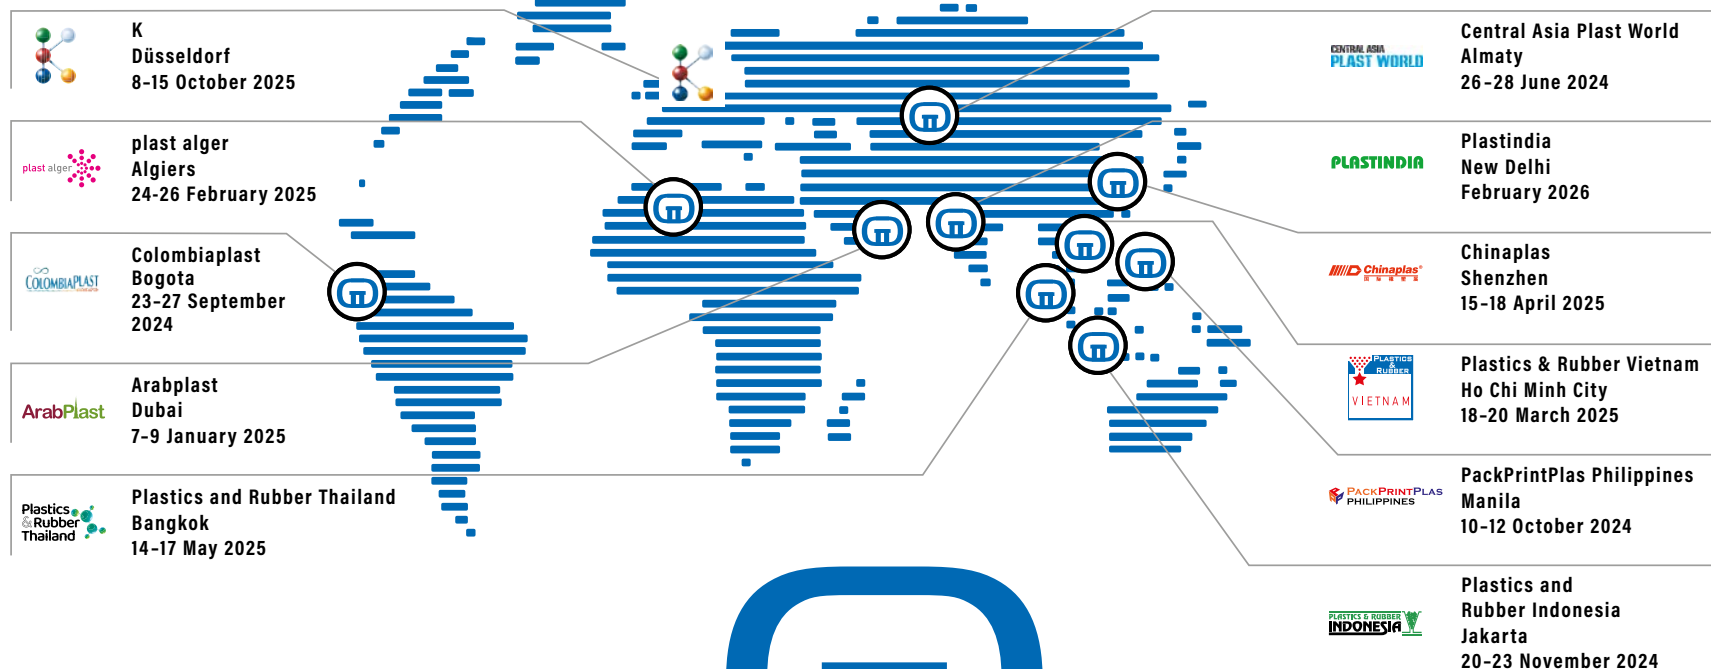 K
Düsseldorf
8-15 October 2025
plast alger
plast alger
Algiers
24-26 February 2025
COLOMBIAPLAST
Colombiaplast
Bogota
23-27 September
2024
ArabPlast
Arabplast
Dubai
7-9 January 2025
Plastics
&Rubber
Thailand
Plastics and Rubber Thailand
Bangkok
14-17 May 2025
CENTRAL ASIA
PLAST WORLD
Central Asia Plast World
Almaty
26-28 June 2024
PLASTINDIA
Plastindia
New Delhi
February 2026
Chinaplas®
Chinaplas
Shenzhen
15-18 April 2025
PLASTICS
&
RUBBER
VIETNAM
Plastics & Rubber Vietnam
Ho Chi Minh City
18-20 March 2025
PACKPRINTPLAS
PHILIPPINES
PackPrintPlas Philippines
Manila
10-12 October 2024
PLASTICS & RUBBER
INDONESIA
Plastics and
Rubber Indonesia
Jakarta
20-23 November 2024